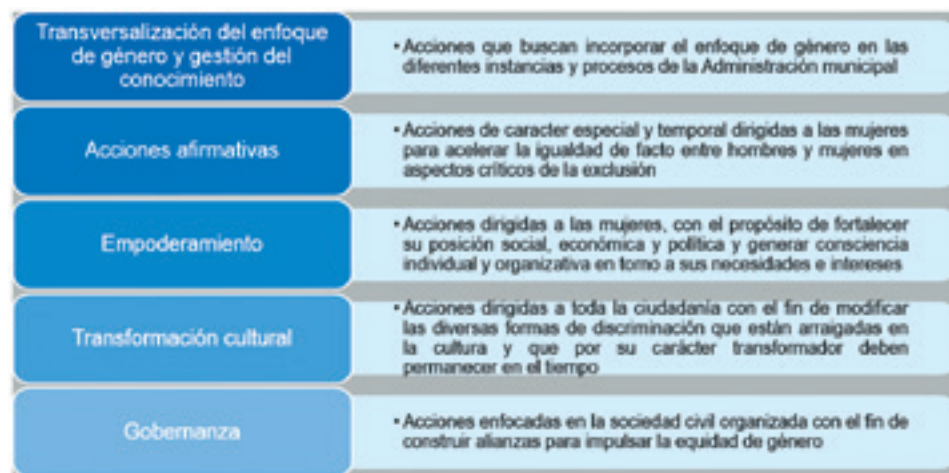 Transversalización del enfoque
de género y gestión del
conocimiento
• Acciones que buscan incorporar el enfoque de género en las
diferentes instancias y procesos de la Administración municipal
Acciones afirmativas
• Acciones de caracter especial y temporal dirigidas a las mujeres
para acelerar la igualdad de facto entre hombres y mujeres en
aspectos críticos de la exclusión
Empoderamiento
• Acciones dirigidas a las mujeres, con el propósito de fortalecer
su posición social, económica y política y generar consciencia
individual y organizativa en torno a sus necesidades e intereses
Transformación cultural
• Acciones dirigidas a toda la ciudadanía con el fin de modificar
las diversas formas de discriminación que están arraigadas en
la cultura y que por su carácter transformador deben
permanecer en el tiempo
Gobernanza
• Acciones enfocadas en la sociedad civil organizada con el fin de
construir alianzas para impulsar la equidad de género